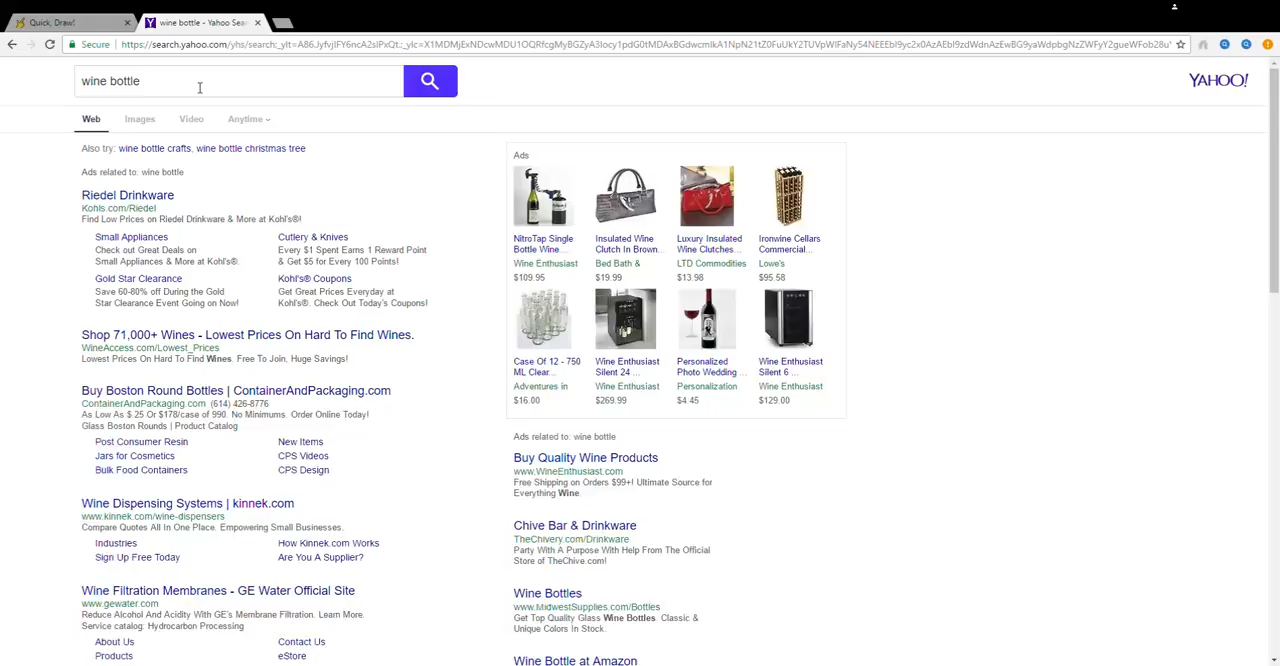 Quick, Draw!
wine bottle - Yahoo Sear
Secure
wine bottle
YAHOO!
Web
Images
Video
Anytime
Also try: wine bottle crafts, wine bottle christmas tree
Ads related to: wine bottle
Riedel Drinkware
Kohls.com/Riedel
Find Low Prices on Riedel Drinkware & More at Kohl's®!
Small Appliances
Check out Great Deals on
Small Appliances & More at Kohl's®.
Cutlery & Knives
Every $1 Spent Earns 1 Reward Point
& Get $5 for Every 100 Points!
Gold Star Clearance
Save 60-80% off During the Gold
Star Clearance Event Going on Now!
Kohl's® Coupons
Get Great Prices Everyday at
Kohl's®. Check Out Today's Coupons!
Shop 71,000+ Wines - Lowest Prices On Hard To Find Wines.
WineAccess.com/Lowest_Prices
Lowest Prices On Hard To Find Wines. Free To Join, Huge Savings!
Buy Boston Round Bottles | ContainerAndPackaging.com
ContainerAndPackaging.com (614) 426-8776
As Low As $.25 Or $178/case of 990. No Minimums. Order Online Today!
Glass Boston Rounds | Product Catalog
Post Consumer Resin
New Items
Jars for Cosmetics
CPS Videos
Bulk Food Containers
CPS Design
Wine Dispensing Systems | kinnek.com
www.kinnek.com/wine-dispensers
Compare Quotes All In One Place. Empowering Small Businesses.
Industries
How Kinnek.com Works
Sign Up Free Today
Are You A Supplier?
Wine Filtration Membranes - GE Water Official Site
www.gewater.com
Reduce Alcohol And Acidity With GE's Membrane Filtration. Learn More.
Service catalog: Hydrocarbon Processing
About Us
Contact Us
Products
eStore
Ads
NitroTap Single
Bottle Wine...
Wine Enthusiast
$109.95
Insulated Wine
Clutch In Brown...
Bed Bath &
$19.99
Luxury Insulated
Wine Clutches...
LTD Commodities
$13.98
Ironwine Cellars
Commercial...
Lowe's
$95.58
Case Of 12 - 750
ML Clear...
Adventures in
$16.00
Wine Enthusiast
Silent 24 ...
Wine Enthusiast
$269.99
Personalized
Photo Wedding ...
Personalization
$4.45
Wine Enthusiast
Silent 6 ...
Wine Enthusiast
$129.00
Ads related to: wine bottle
Buy Quality Wine Products
www.WineEnthusiast.com
Free Shipping on Orders $99+! Ultimate Source for
Everything Wine.
Chive Bar & Drinkware
TheChivery.com/Drinkware
Party With A Purpose With Help From The Official
Store of TheChive.com!
Wine Bottles
www.MidwestSupplies.com/Bottles
Get Top Quality Glass Wine Bottles. Classic &
Unique Colors In Stock.
Wine Bottle at Amazon